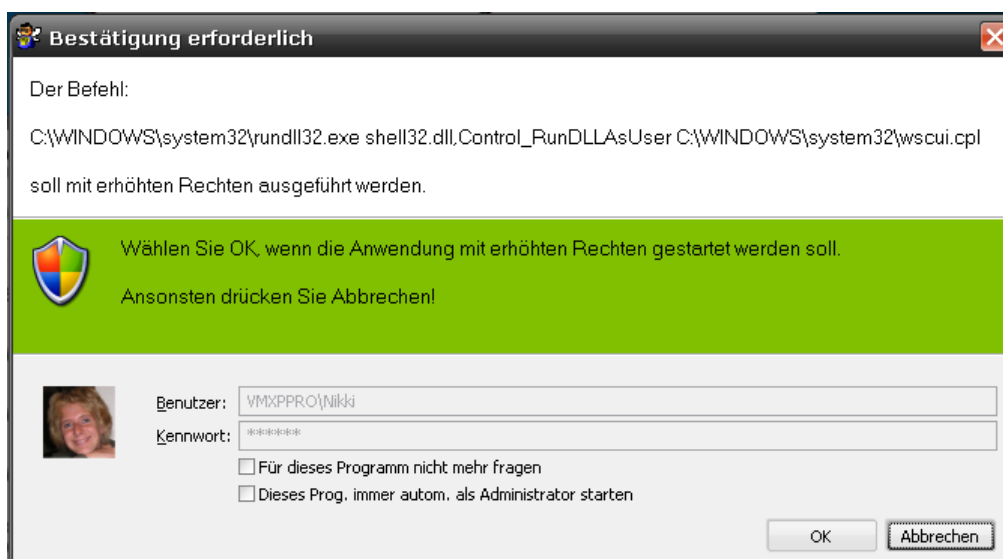 Bestätigung erforderlich
Der Befehl:
C:\WINDOWS\system32\rundll32.exe shell32.dll,Control_RunDLLAsUser C:\WINDOWS\system32\wscui.cpl
soll mit erhöhten Rechten ausgeführt werden.
Wählen Sie OK, wenn die Anwendung mit erhöhten Rechten gestartet werden soll.
Ansonsten drücken Sie Abbrechen!
Benutzer: VMXPPRO\Nikki
Kennwort: ******
Für dieses Programm nicht mehr fragen
Dieses Prog. immer autom. als Administrator starten
OK Abbrechen